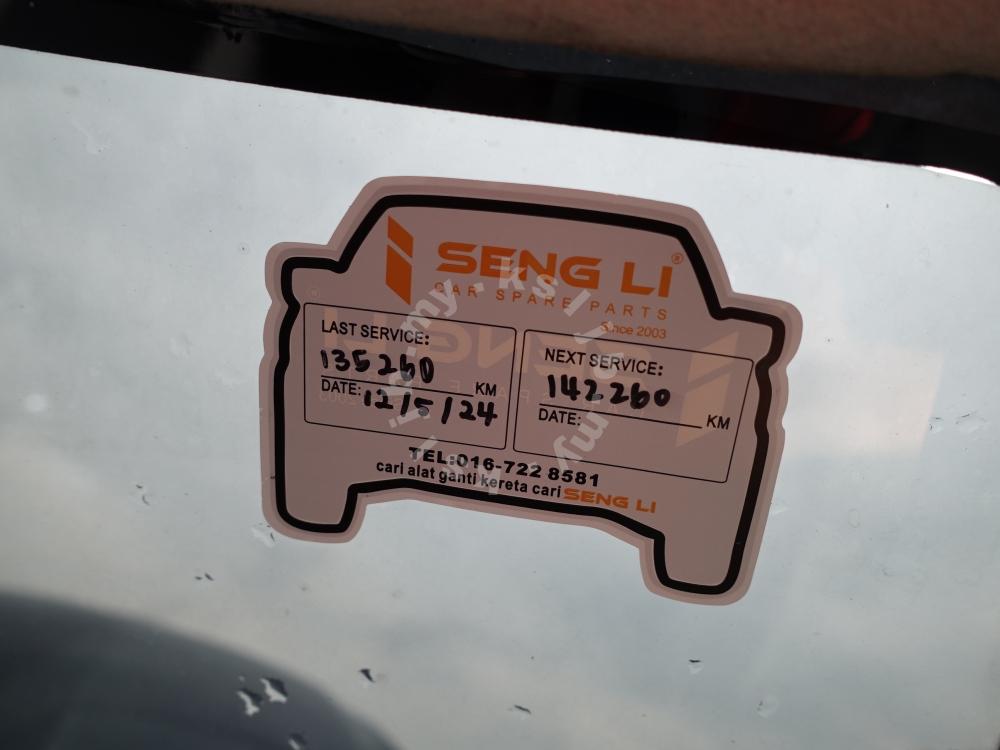 SENG LI®
CAR SPARE PARTS
Since 2003
LAST SERVICE:
135260 KM
DATE: 12/5/24
NEXT SERVICE:
142260 KM
DATE:
TEL:016-722 8581
cari alat ganti kereta cari SENG LI